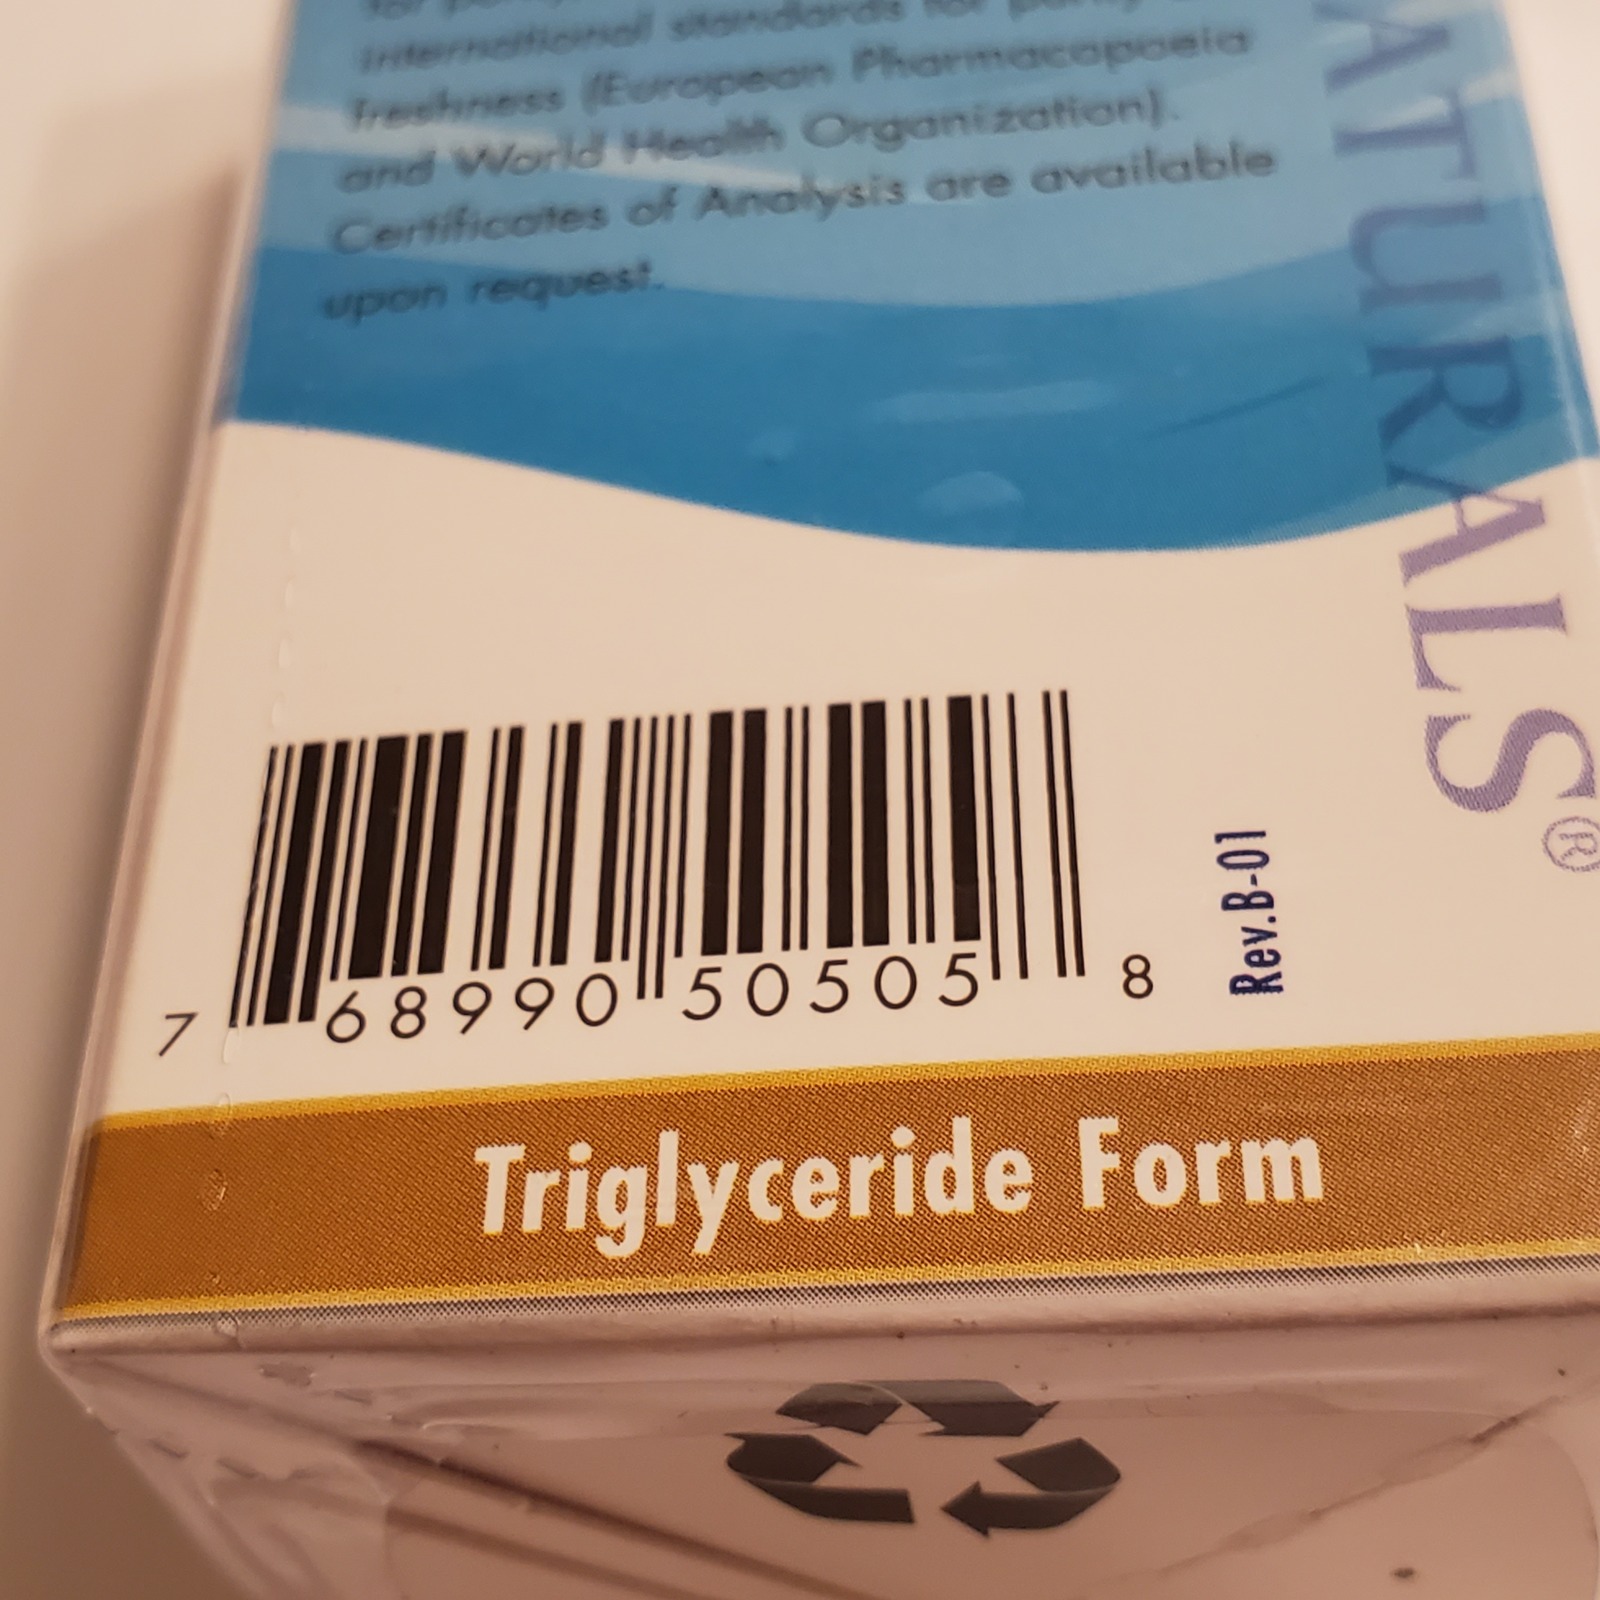 International standards for purity
freshness (European Pharmacopoeia
and World Health Organization).
Certificates of Analysis are available
upon request.
ATURALS®
7 68990 50505 8
Rev.B-01
Triglyceride Form